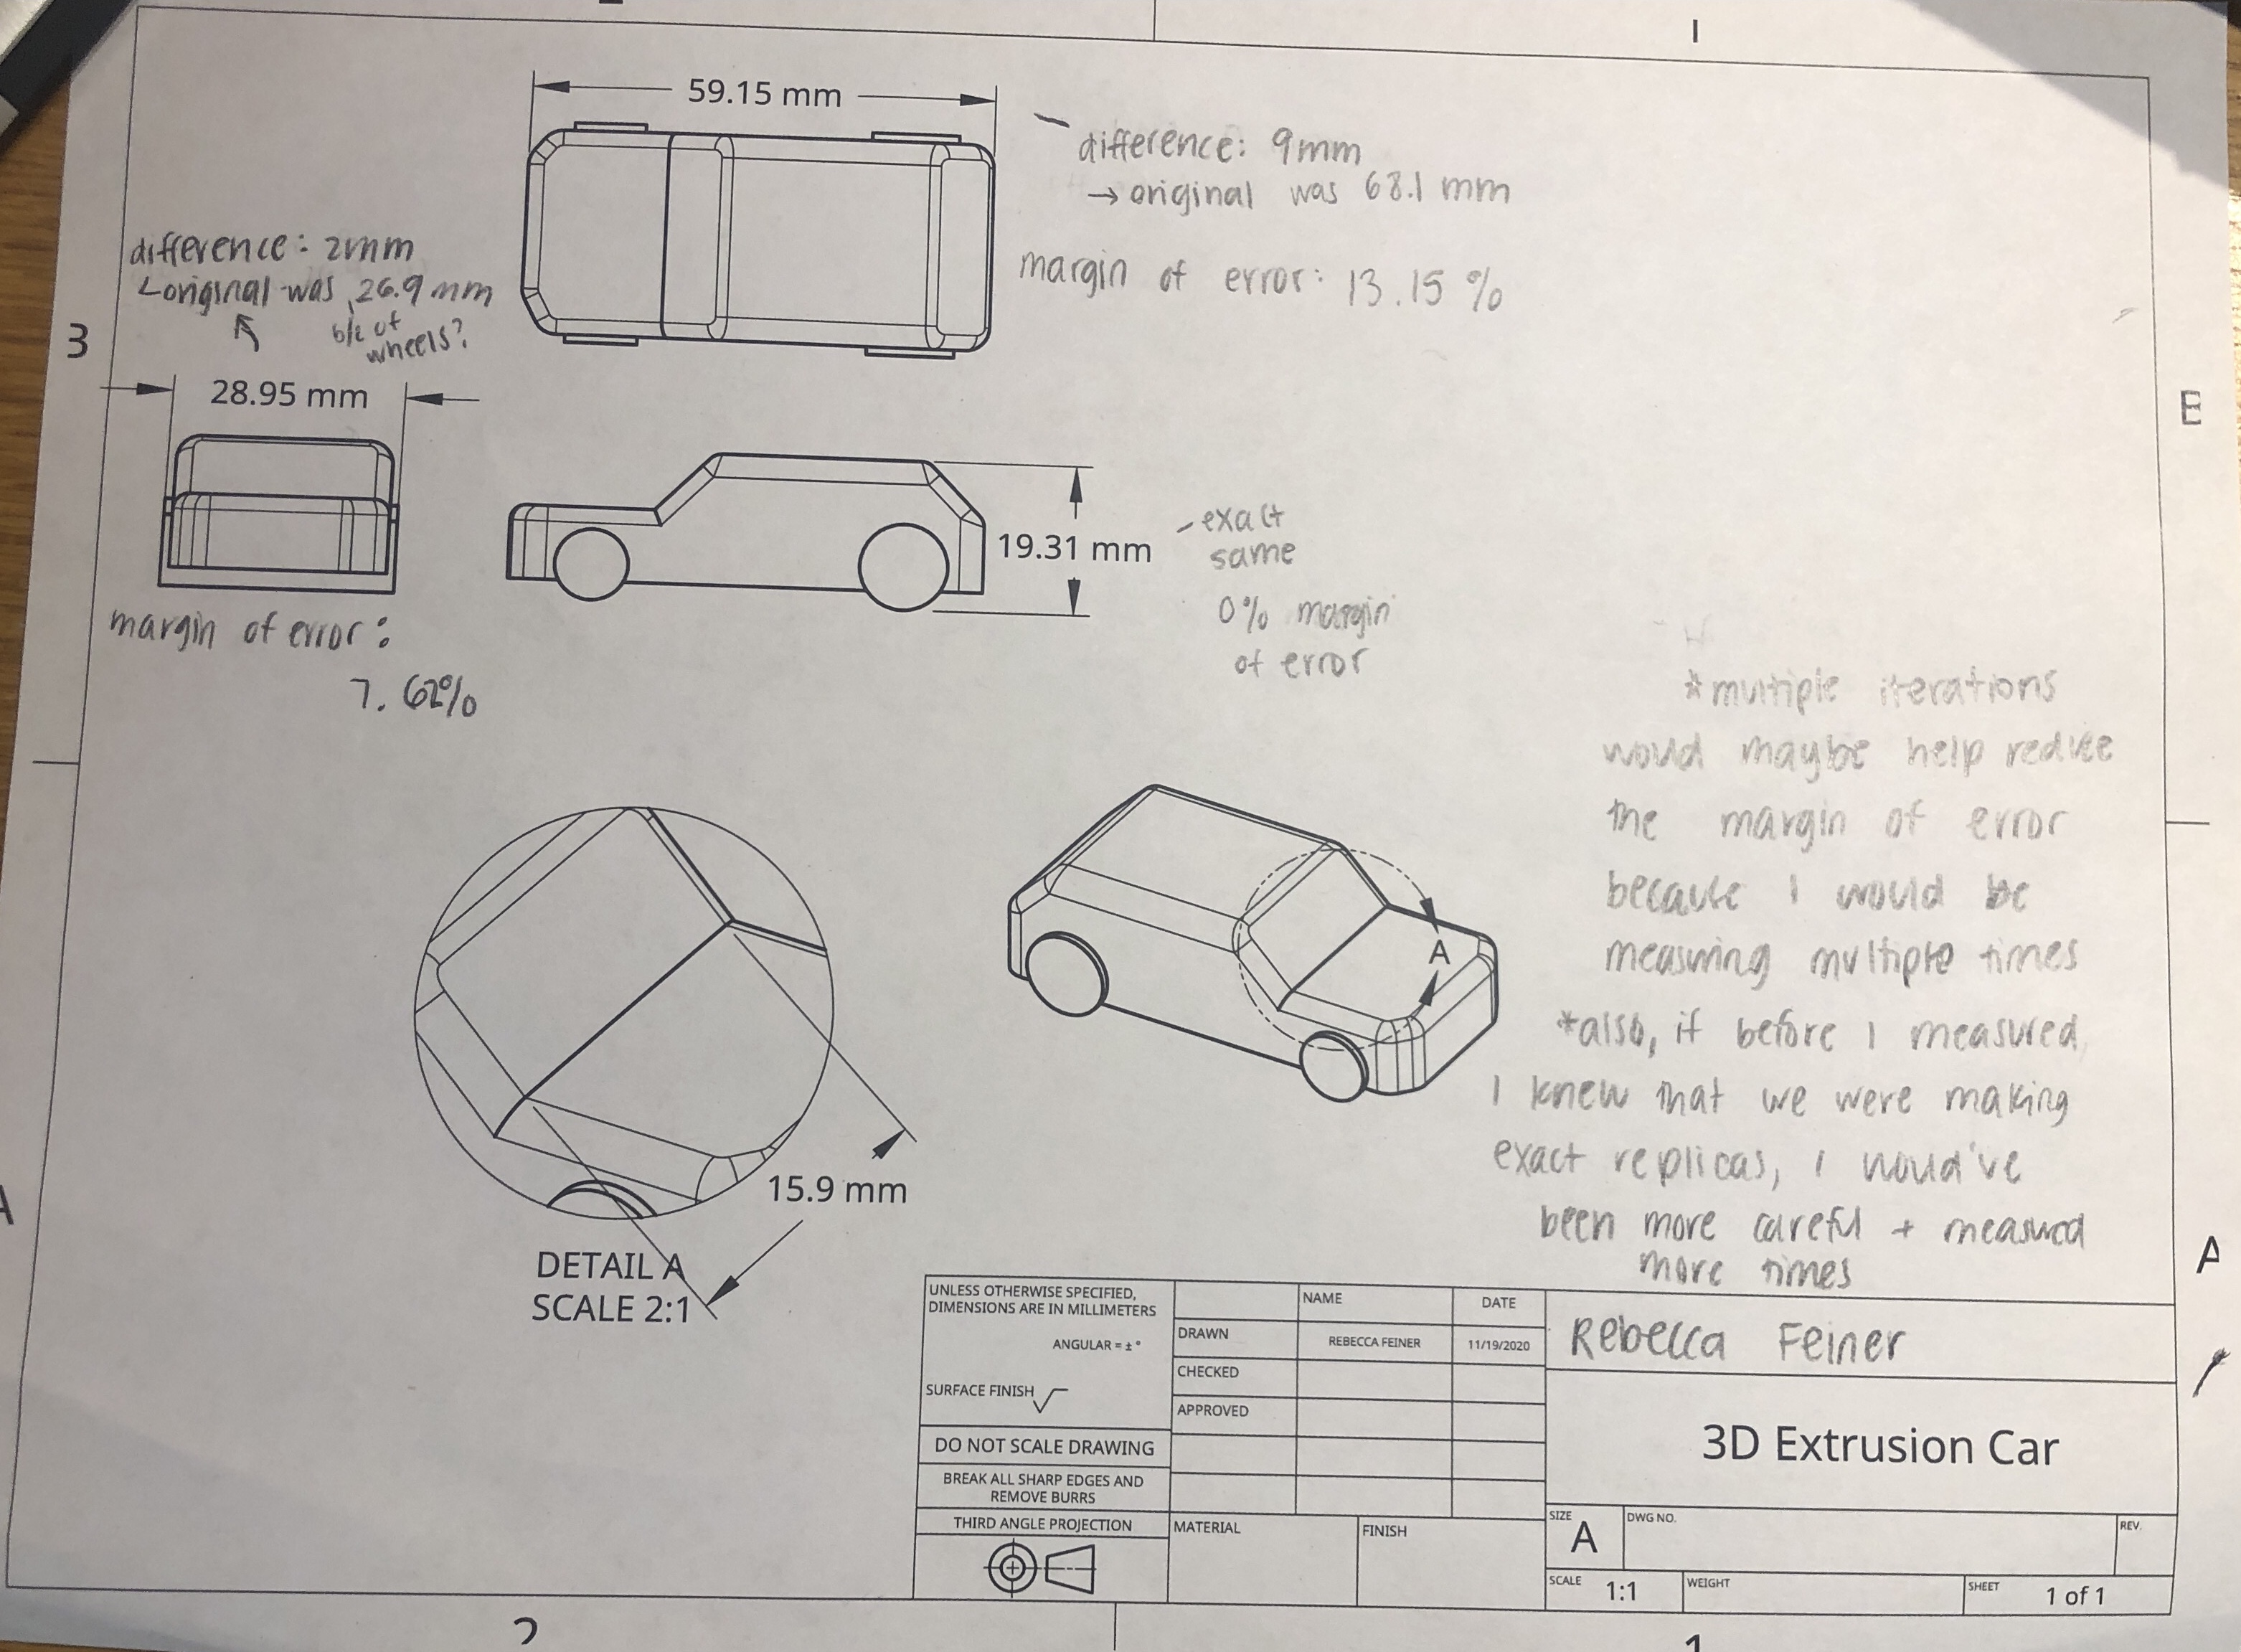 1
59.15 mm
difference: 9mm
→ original was 68.1 mm
margin of error: 13.15 %
difference: 2mm
original was 26.9 mm
b/c of
wheels?
3
28.95 mm
B
margin of error:
7.62%
19.31 mm
- exact
same
0% margin
of error
*multiple iterations
would maybe help reduce
the margin of error
because I would be
measuring multiple times
*also, if before I measured,
I knew that we were making
exact replicas, I would've
been more careful + measured
more times
A
15.9 mm
DETAIL A
SCALE 2:1
A
A
UNLESS OTHERWISE SPECIFIED,
DIMENSIONS ARE IN MILLIMETERS
ANGULAR = ± °
SURFACE FINISH √
DO NOT SCALE DRAWING
BREAK ALL SHARP EDGES AND
REMOVE BURRS
THIRD ANGLE PROJECTION
NAME DATE
DRAWN REBECCA FEINER 11/19/2020
CHECKED
APPROVED
MATERIAL FINISH
Rebecca Feiner
3D Extrusion Car
SIZE A DWG NO. REV.
SCALE 1:1 WEIGHT SHEET 1 of 1
2
1